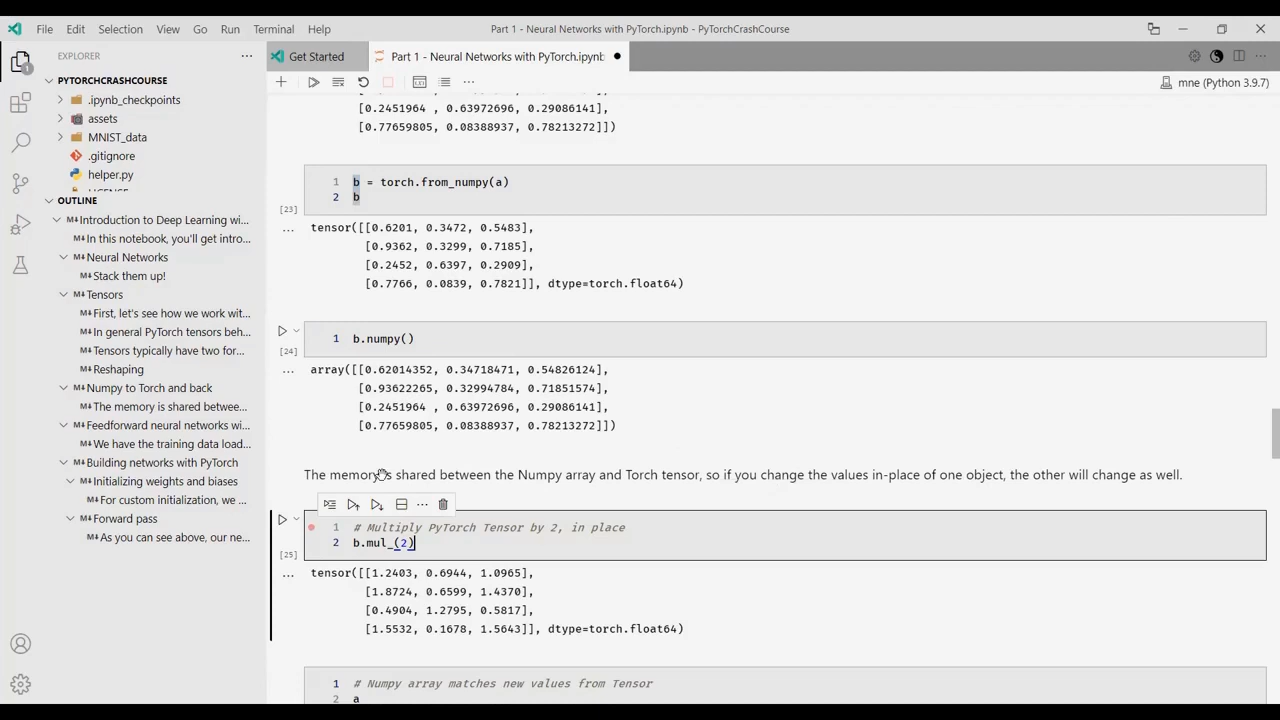 File Edit Selection View Go Run Terminal Help
Part 1 - Neural Networks with PyTorch.ipynb - PyTorchCrashCourse
EXPLORER
PYTORCHCRASHCOURSE
.ipynb_checkpoints
assets
MNIST_data
.gitignore
helper.py
1
OUTLINE
Introduction to Deep Learning wi...
In this notebook, you'll get intro...
Neural Networks
Stack them up!
Tensors
First, let's see how we work wit...
In general PyTorch tensors beh...
Tensors typically have two for...
Reshaping
Numpy to Torch and back
The memory is shared betwee...
Feedforward neural networks wi...
We have the training data load...
Building networks with PyTorch
Initializing weights and biases
For custom initialization, we ...
Forward pass
As you can see above, our ne...
Get Started
Part 1 - Neural Networks with PyTorch.ipynb
mne (Python 3.9.7)
[0.2451964 , 0.63972696, 0.29086141],
[0.77659805, 0.08388937, 0.78213272]])
1 b = torch.from_numpy(a)
2 b
[23]
tensor([[0.6201, 0.3472, 0.5483],
[0.9362, 0.3299, 0.7185],
[0.2452, 0.6397, 0.2909],
[0.7766, 0.0839, 0.7821]], dtype=torch.float64)
1 b.numpy()
[24]
array([[0.62014352, 0.34718471, 0.54826124],
[0.93622265, 0.32994784, 0.71851574],
[0.2451964 , 0.63972696, 0.29086141],
[0.77659805, 0.08388937, 0.78213272]])
The memory is shared between the Numpy array and Torch tensor, so if you change the values in-place of one object, the other will change as well.
1 # Multiply PyTorch Tensor by 2, in place
2 b.mul_(2)
[25]
tensor([[1.2403, 0.6944, 1.0965],
[1.8724, 0.6599, 1.4370],
[0.4904, 1.2795, 0.5817],
[1.5532, 0.1678, 1.5643]], dtype=torch.float64)
1 # Numpy array matches new values from Tensor
2 a